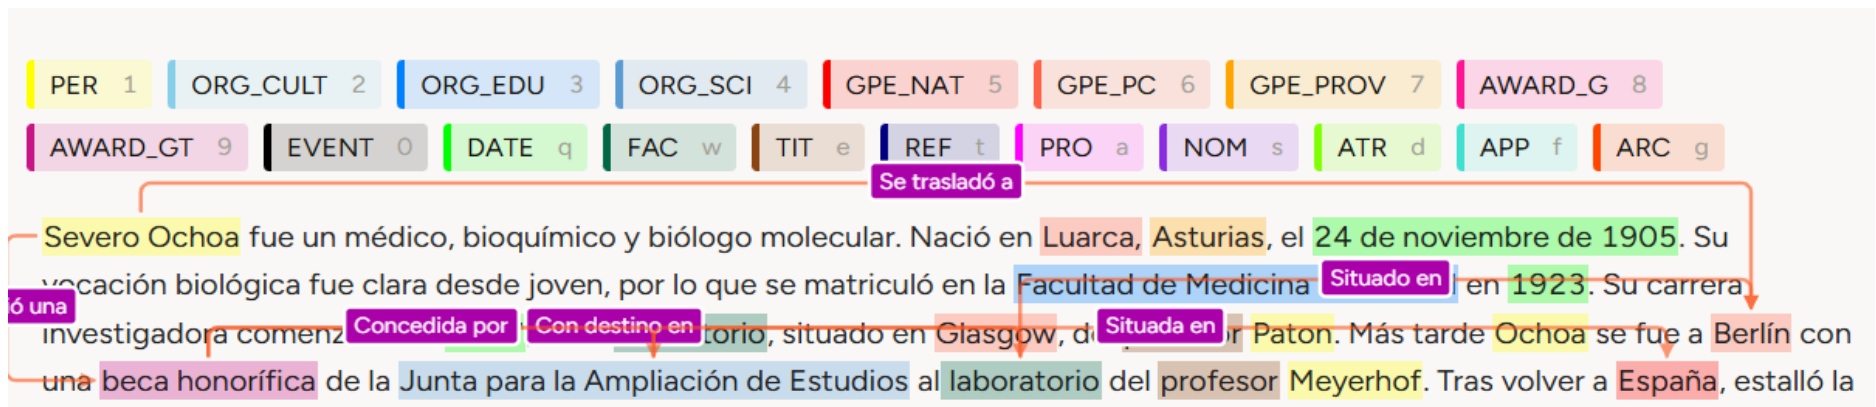 PER 1 ORG_CULT 2 ORG_EDU 3 ORG_SCI 4 GPE_NAT 5 GPE_PC 6 GPE_PROV 7 AWARD_G 8
AWARD_GT 9 EVENT 0 DATE q FAC w TIT e REF t PRO a NOM s ATR d APP f ARC g
Se trasladó a
Severo Ochoa fue un médico, bioquímico y biólogo molecular. Nació en Luarca, Asturias, el 24 de noviembre de 1905. Su
vocación biológica fue clara desde joven, por lo que se matriculó en la Facultad de Medicina Situado en en 1923. Su carrera
ió una
investigadora Concedida por Con destino en torio, situado en Glasgow, Situada en Paton. Más tarde Ochoa se fue a Berlín con
una beca honorífica de la Junta para la Ampliación de Estudios al laboratorio del profesor Meyerhof. Tras volver a España, estalló la